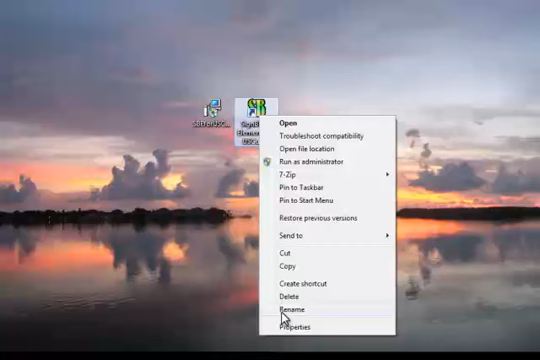 SB
Open
Troubleshoot compatibility
Open file location
Run as administrator
7-Zip
Pin to Taskbar
Pin to Start Menu
Restore previous versions
Send to
Cut
Copy
Create shortcut
Delete
Rename
Properties